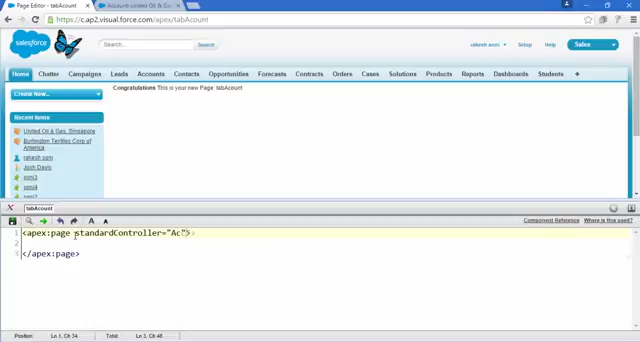 Page Editor - tabAccount
Account: United Oil & G
https://c.ap2.visual.force.com/apex/tabAcount
salesforce
Search...
Search
rakesh soni
Setup
Help
Sales
Home Chatter Campaigns Leads Accounts Contacts Opportunities Forecasts Contracts Orders Cases Solutions Products Reports Dashboards Students +
Create New...
Congratulations This is your new Page: tabAcount
Recent Items
United Oil & Gas, Singapore
Burlington Textiles Corp of
America
rakesh soni
Josh Davis
soni3
soni4
tabAcount
A A
Component Reference Where is this used?
1 <apex:page standardController="Ac">
2
3 </apex:page>
Position: Ln 1, Ch 34 Total: Ln 3, Ch 48